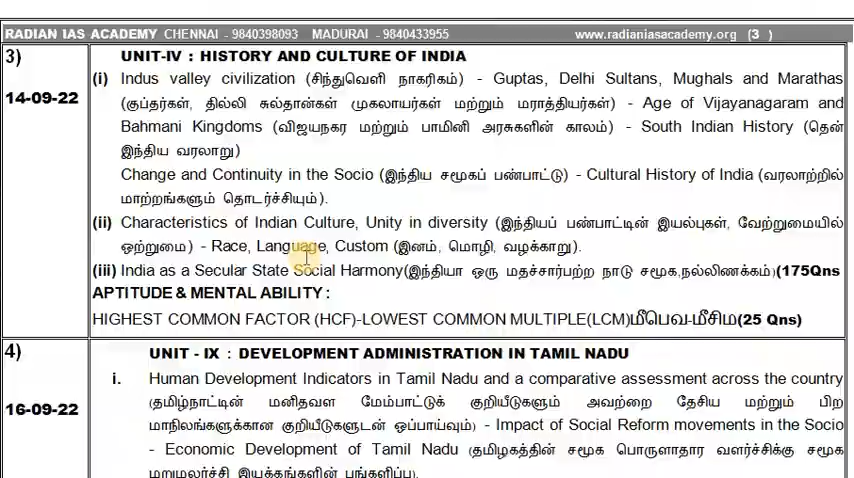 RADIAN IAS ACADEMY CHENNAI - 9840398093 MADURAI - 9840433955 www.radianiasacademy.org (3 )
3) UNIT-IV : HISTORY AND CULTURE OF INDIA
(i) Indus valley civilization (சிந்துவெளி நாகரிகம்) - Guptas, Delhi Sultans, Mughals and Marathas
14-09-22 (குப்தர்கள், தில்லி சுல்தான்கள் முகலாயர்கள் மற்றும் மராத்தியர்கள்) - Age of Vijayanagaram and
Bahmani Kingdoms (விஜயநகர மற்றும் பாமினி அரசுகளின் காலம்) - South Indian History (தென்
இந்திய வரலாறு)
Change and Continuity in the Socio (இந்திய சமூகப் பண்பாட்டு) - Cultural History of India (வரலாற்றில்
மாற்றங்களும் தொடர்ச்சியும்).
(ii) Characteristics of Indian Culture, Unity in diversity (இந்தியப் பண்பாட்டின் இயல்புகள், வேற்றுமையில்
ஒற்றுமை) - Race, Language, Custom (இனம், மொழி, வழக்காறு).
(iii) India as a Secular State Social Harmony(இந்தியா ஒரு மதச்சார்பற்ற நாடு சமூக,நல்லிணக்கம்)(175Qns
APTITUDE & MENTAL ABILITY :
HIGHEST COMMON FACTOR (HCF)-LOWEST COMMON MULTIPLE(LCM)மீபெவ-மீசிம(25 Qns)
4) UNIT - IX : DEVELOPMENT ADMINISTRATION IN TAMIL NADU
i. Human Development Indicators in Tamil Nadu and a comparative assessment across the country
16-09-22 (தமிழ்நாட்டின் மனிதவள மேம்பாட்டுக் குறியீடுகளும் அவற்றை தேசிய மற்றும் பிற
மாநிலங்களுக்கான குறியீடுகளுடன் ஒப்பாய்வும்) - Impact of Social Reform movements in the Socio
- Economic Development of Tamil Nadu (தமிழகத்தின் சமூக பொருளாதார வளர்ச்சிக்கு சமூக
மறுமலர்ச்சி இயக்கங்களின் பங்களிப்பு).